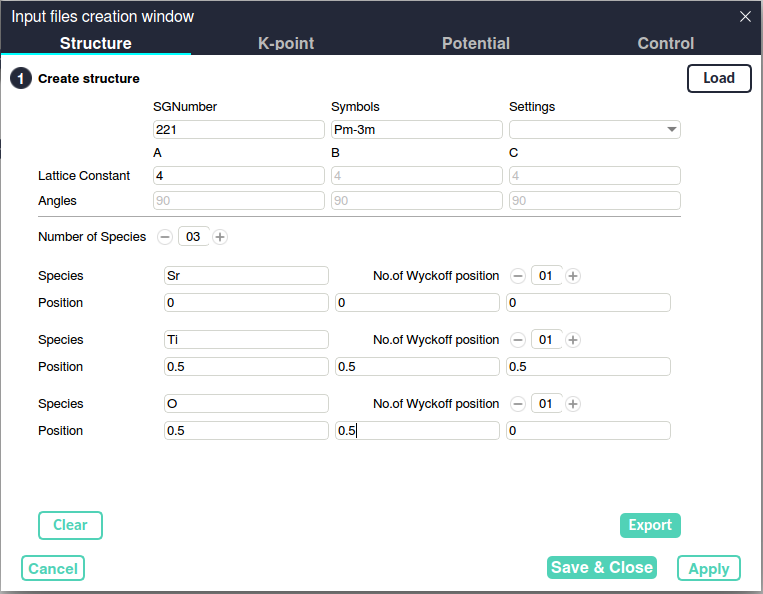 Input files creation window
Structure K-point Potential Control
1 Create structure Load
SGNumber Symbols Settings
221 Pm-3m
A B C
Lattice Constant 4 4 4
Angles 90 90 90
Number of Species 03
Species Sr No.of Wyckoff position 01
Position 0 0 0
Species Ti No.of Wyckoff position 01
Position 0.5 0.5 0.5
Species O No.of Wyckoff position 01
Position 0.5 0.5 0
Clear Export
Cancel Save & Close Apply